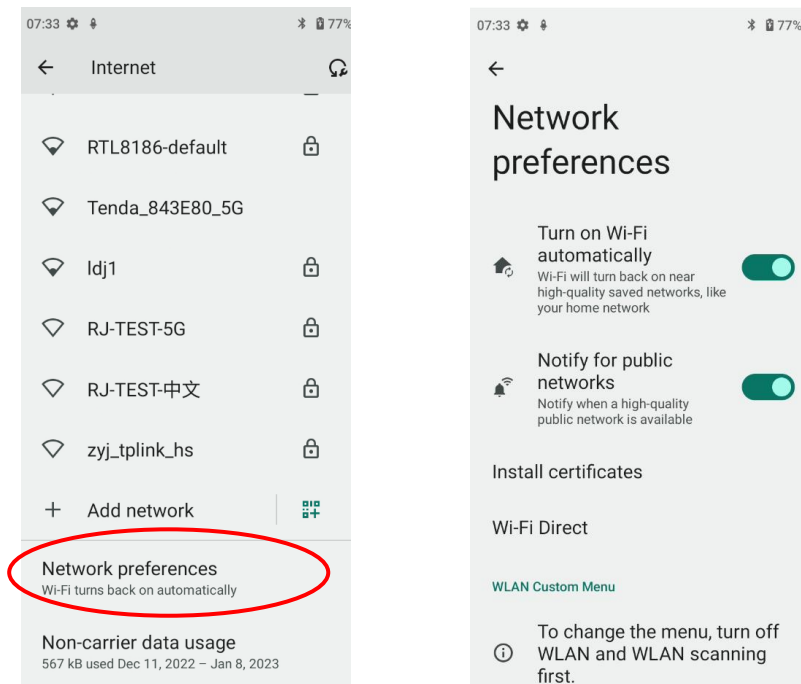 07:33 77%
Internet
RTL8186-default
Tenda_843E80_5G
ldj1
RJ-TEST-5G
RJ-TEST-中文
zyj_tplink_hs
Add network
Network preferences
Wi-Fi turns back on automatically
Non-carrier data usage
567 kB used Dec 11, 2022 – Jan 8, 2023
07:33 77%
Network
preferences
Turn on Wi-Fi
automatically
Wi-Fi will turn back on near
high-quality saved networks, like
your home network
Notify for public
networks
Notify when a high-quality
public network is available
Install certificates
Wi-Fi Direct
WLAN Custom Menu
To change the menu, turn off
WLAN and WLAN scanning
first.